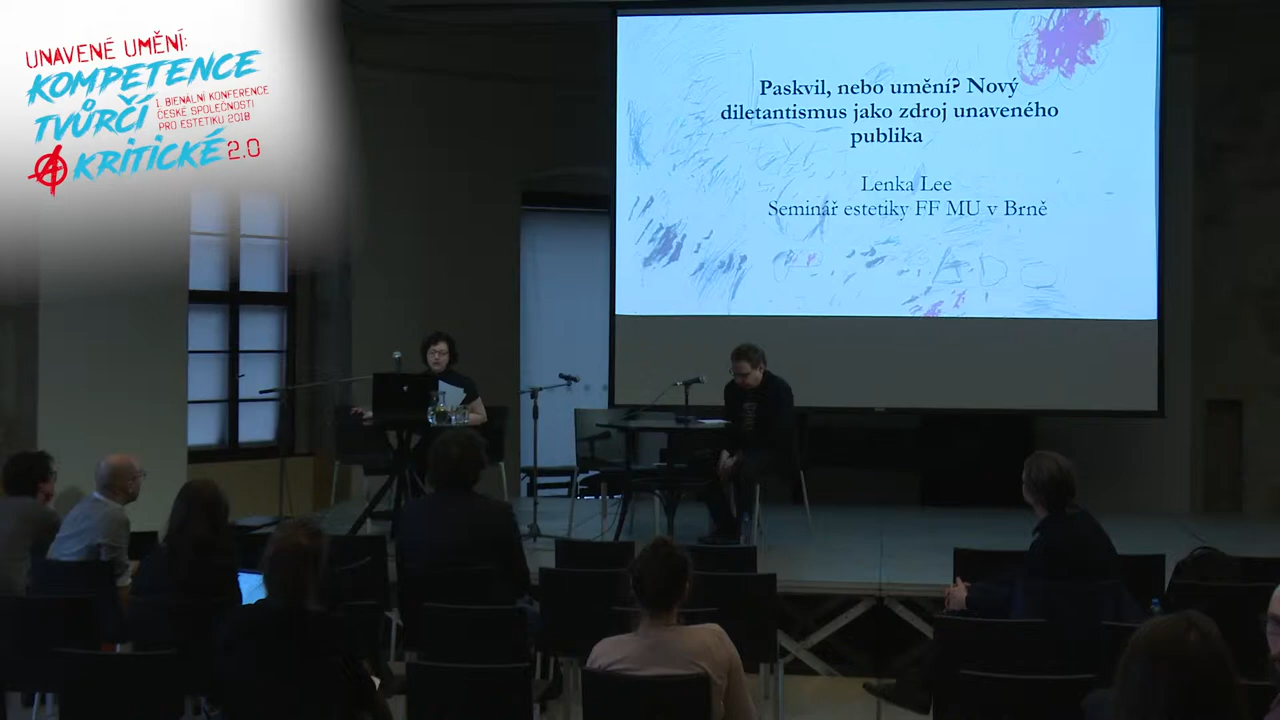 UNAVENÉ UMĚNÍ:
KOMPETENCE
TVŮRČÍ
I. BIENÁLNÍ KONFERENCE
ČESKÉ SPOLEČNOSTI
PRO ESTETIKU 2018
A KRITICKÉ 2.0
Paskvil, nebo umění? Nový
diletantismus jako zdroj unaveného
publika
Lenka Lee
Seminář estetiky FF MU v Brně